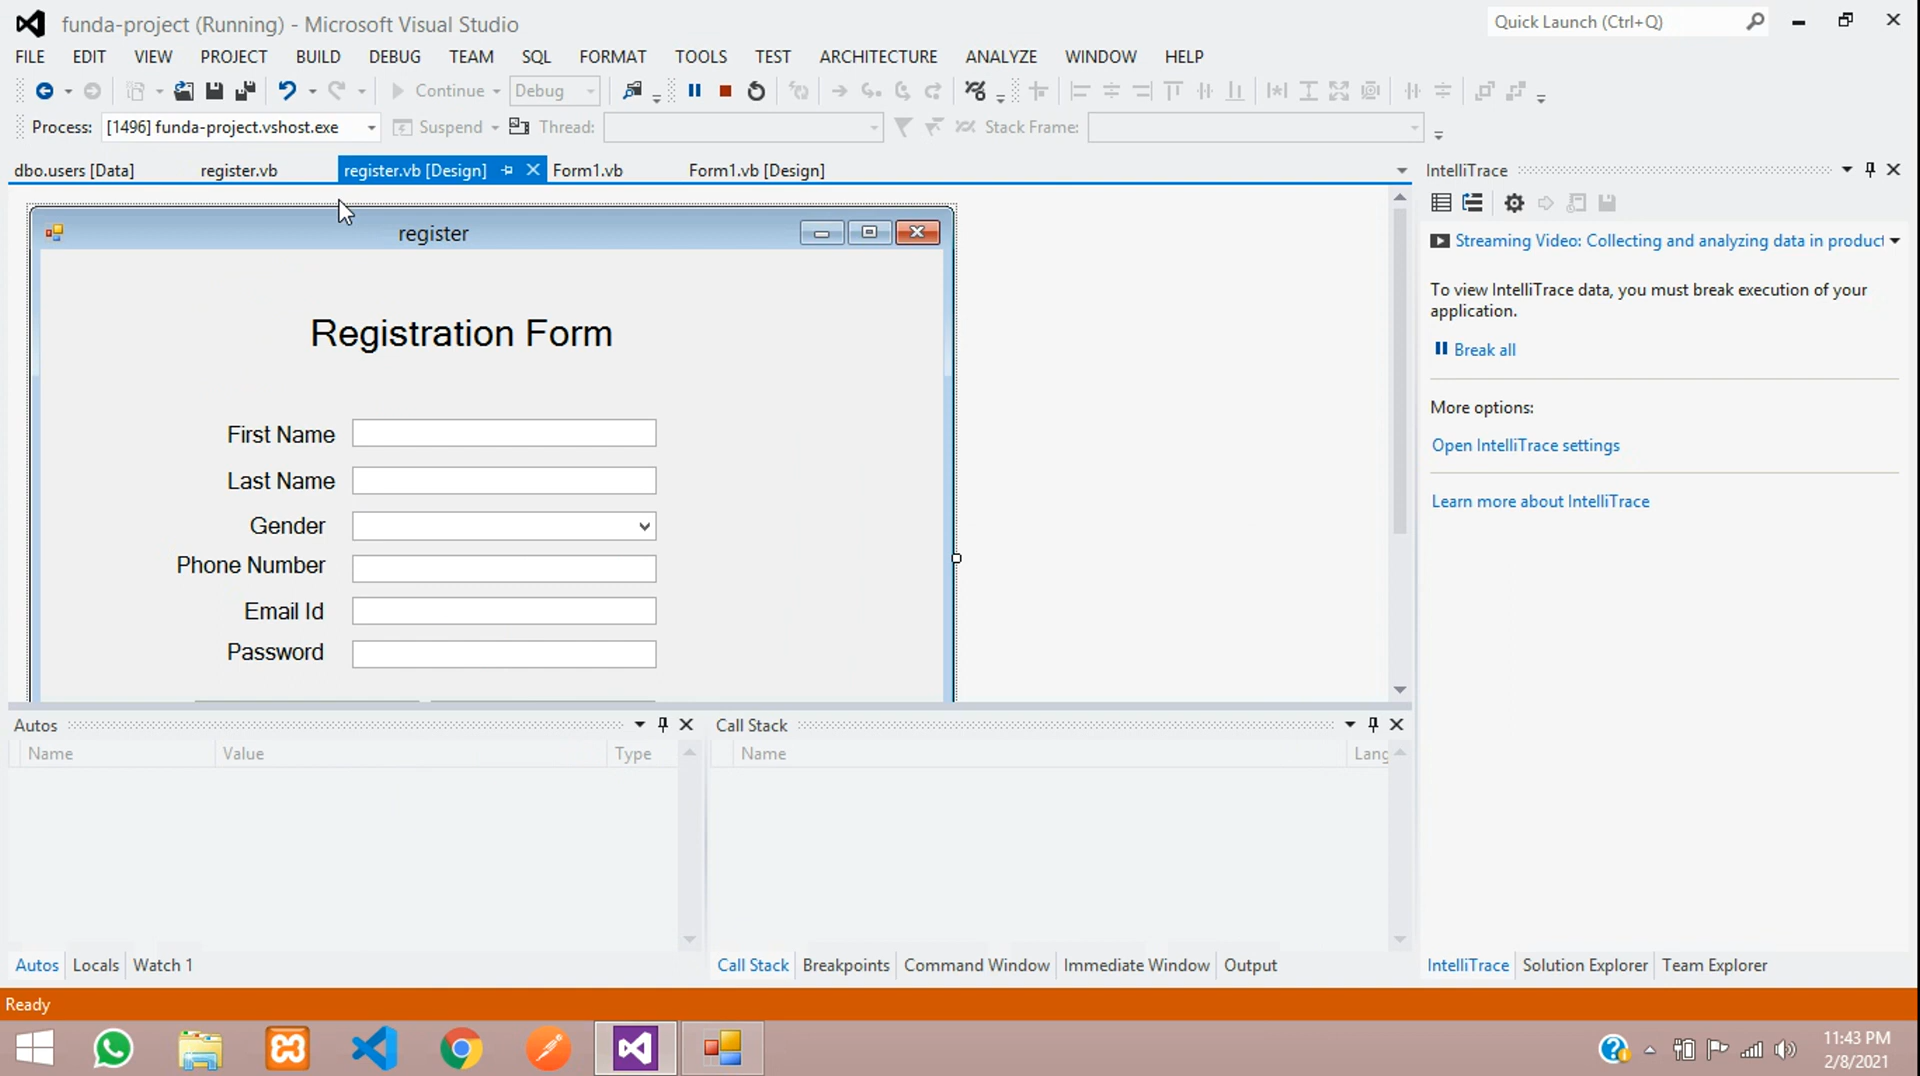 funda-project (Running) - Microsoft Visual Studio
Quick Launch (Ctrl+Q)
FILE EDIT VIEW PROJECT BUILD DEBUG TEAM SQL FORMAT TOOLS TEST ARCHITECTURE ANALYZE WINDOW HELP
Continue Debug
Process: [1496] funda-project.vshost.exe Suspend Thread: Stack Frame:
dbo.users [Data] register.vb register.vb [Design] Form1.vb Form1.vb [Design]
register
Registration Form
First Name
Last Name
Gender
Phone Number
Email Id
Password
IntelliTrace
Streaming Video: Collecting and analyzing data in product
To view IntelliTrace data, you must break execution of your
application.
Break all
More options:
Open IntelliTrace settings
Learn more about IntelliTrace
Autos
Name Value Type
Call Stack
Name Lang
Autos Locals Watch 1
Call Stack Breakpoints Command Window Immediate Window Output
IntelliTrace Solution Explorer Team Explorer
Ready
11:43 PM
2/8/2021